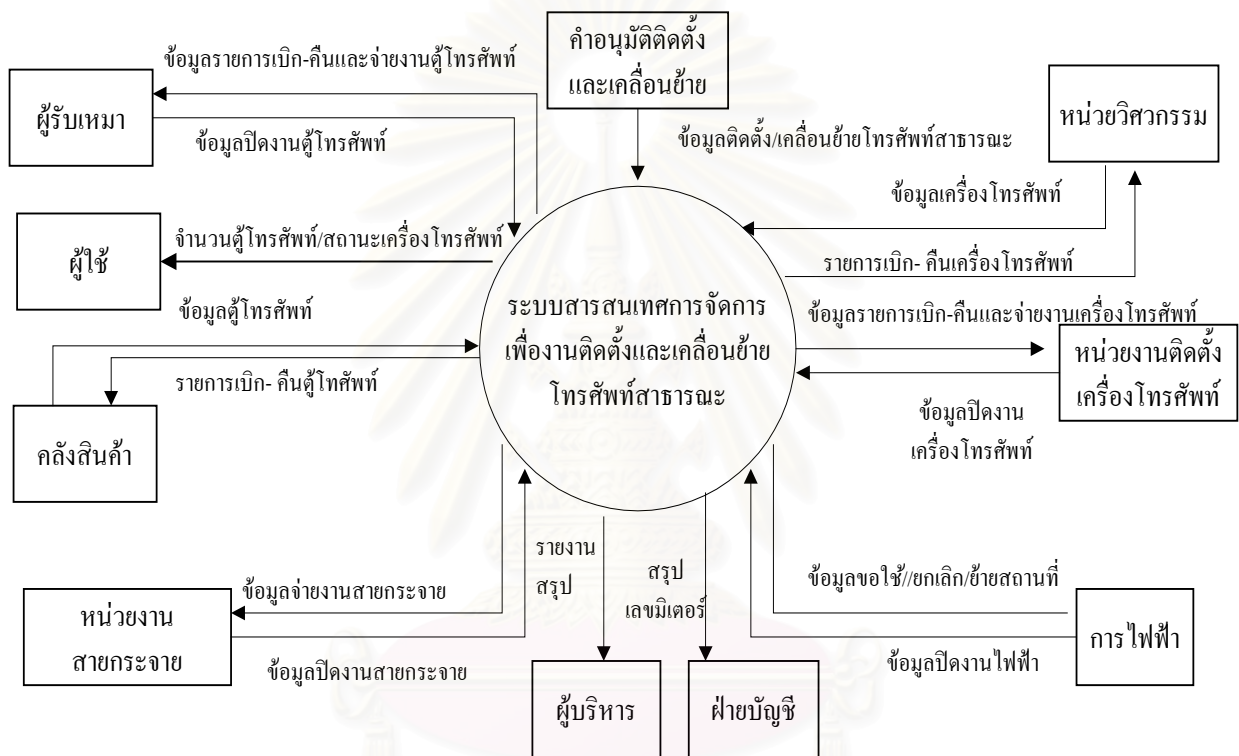 คำอนุมัติติดตั้ง
และเคลื่อนย้าย
ข้อมูลรายการเบิก-คืนและจ่ายงานตู้โทรศัพท์
ผู้รับเหมา
ข้อมูลปิดงานตู้โทรศัพท์
ข้อมูลติดตั้ง/เคลื่อนย้ายโทรศัพท์สาธารณะ
หน่วยวิศวกรรม
ข้อมูลเครื่องโทรศัพท์
จำนวนตู้โทรศัพท์/สถานะเครื่องโทรศัพท์
ผู้ใช้
รายการเบิก- คืนเครื่องโทรศัพท์
ข้อมูลตู้โทรศัพท์
ระบบสารสนเทศการจัดการ
เพื่องานติดตั้งและเคลื่อนย้าย
โทรศัพท์สาธารณะ
ข้อมูลรายการเบิก-คืนและจ่ายงานเครื่องโทรศัพท์
หน่วยงานติดตั้ง
เครื่องโทรศัพท์
รายการเบิก- คืนตู้โทศัพท์
คลังสินค้า
ข้อมูลปิดงาน
เครื่องโทรศัพท์
รายงาน
สรุป
สรุป
เลขมิเตอร์
ข้อมูลขอใช้//ยกเลิก/ย้ายสถานที่
ข้อมูลจ่ายงานสายกระจาย
หน่วยงาน
สายกระจาย
การไฟฟ้า
ข้อมูลปิดงานสายกระจาย
ข้อมูลปิดงานไฟฟ้า
ผู้บริหาร
ฝ่ายบัญชี